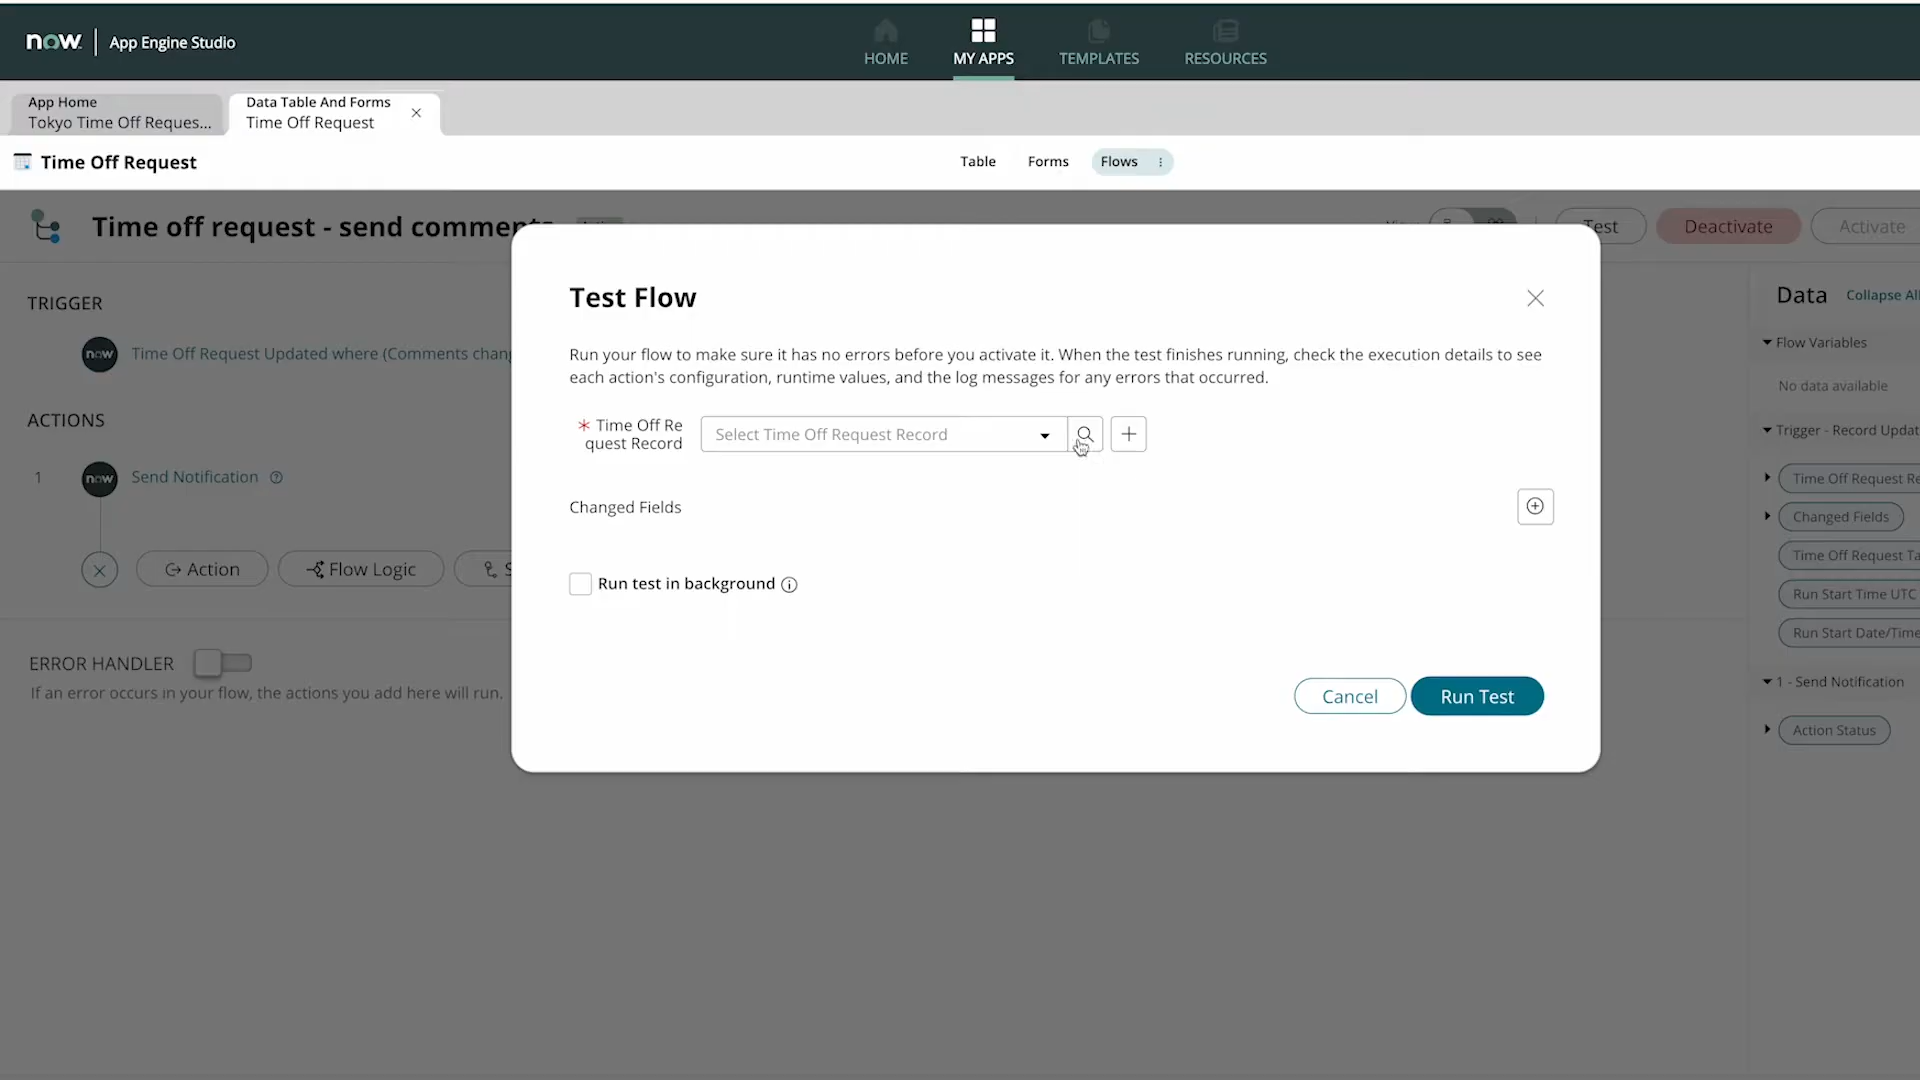 now
App Engine Studio
HOME
MY APPS
TEMPLATES
RESOURCES
App Home
Tokyo Time Off Reques...
Data Table And Forms
Time Off Request
Time Off Request
Table
Forms
Flows
Time off request - send comments
Test
Deactivate
Activate
TRIGGER
now
Time Off Request Updated where (Comments chan
ACTIONS
1
now
Send Notification
Action
Flow Logic
S
ERROR HANDLER
If an error occurs in your flow, the actions you add here will run.
Test Flow
Run your flow to make sure it has no errors before you activate it. When the test finishes running, check the execution details to see
each action's configuration, runtime values, and the log messages for any errors that occurred.
* Time Off Re
quest Record
Select Time Off Request Record
Changed Fields
Run test in background
Cancel
Run Test
Data
Collapse All
Flow Variables
No data available
Trigger - Record Updat
Time Off Request Re
Changed Fields
Time Off Request Ta
Run Start Time UTC
Run Start Date/Time
1 - Send Notification
Action Status